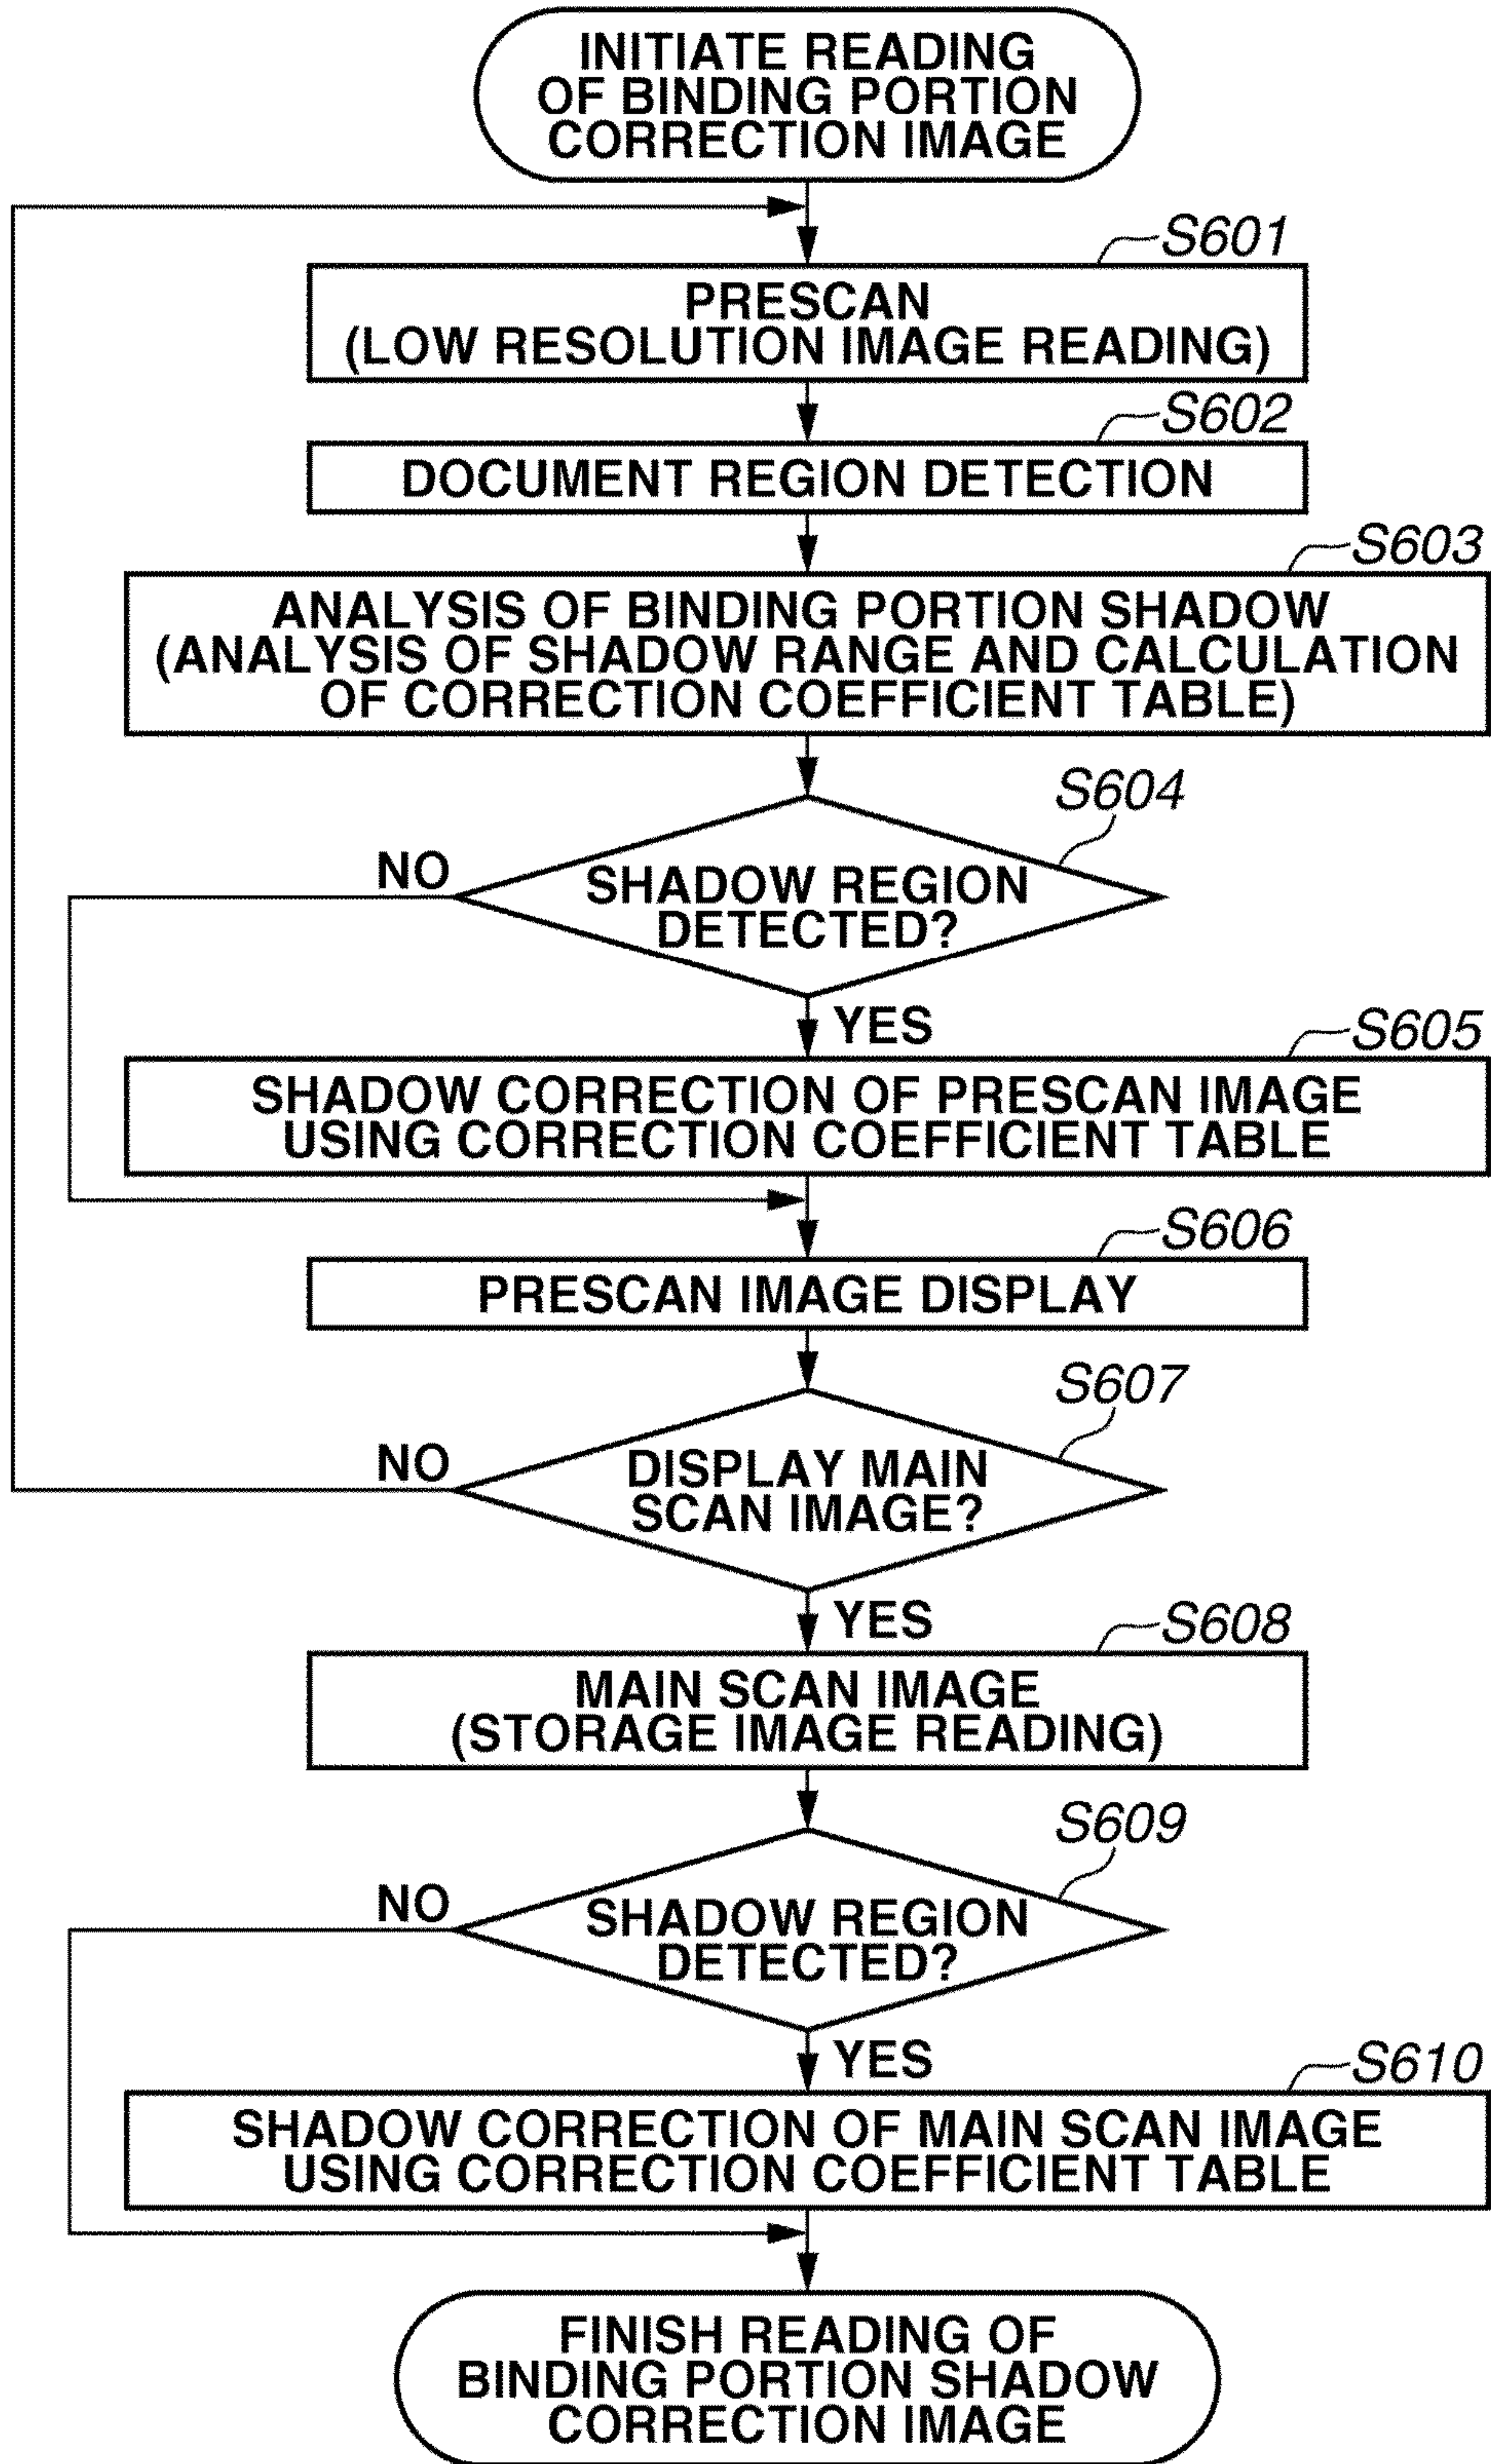 INITIATE READING
OF BINDING PORTION
CORRECTION IMAGE
S601
PRESCAN
(LOW RESOLUTION IMAGE READING)
S602
DOCUMENT REGION DETECTION
S603
ANALYSIS OF BINDING PORTION SHADOW
(ANALYSIS OF SHADOW RANGE AND CALCULATION
OF CORRECTION COEFFICIENT TABLE)
S604
NO
SHADOW REGION
DETECTED?
YES
S605
SHADOW CORRECTION OF PRESCAN IMAGE
USING CORRECTION COEFFICIENT TABLE
S606
PRESCAN IMAGE DISPLAY
S607
NO
DISPLAY MAIN
SCAN IMAGE?
YES
S608
MAIN SCAN IMAGE
(STORAGE IMAGE READING)
S609
NO
SHADOW REGION
DETECTED?
YES
S610
SHADOW CORRECTION OF MAIN SCAN IMAGE
USING CORRECTION COEFFICIENT TABLE
FINISH READING OF
BINDING PORTION SHADOW
CORRECTION IMAGE